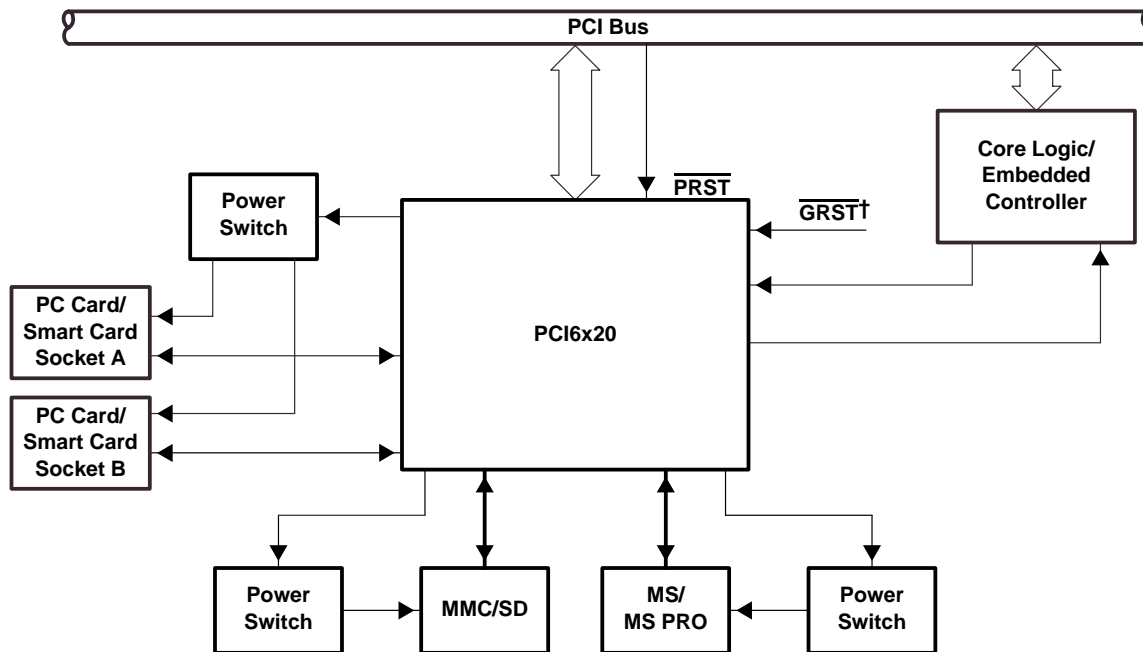 PCI Bus
PRST
GRST†
Core Logic/
Embedded
Controller
Power
Switch
PC Card/
Smart Card
Socket A
PCI6x20
PC Card/
Smart Card
Socket B
Power
Switch
MMC/SD
MS/
MS PRO
Power
Switch